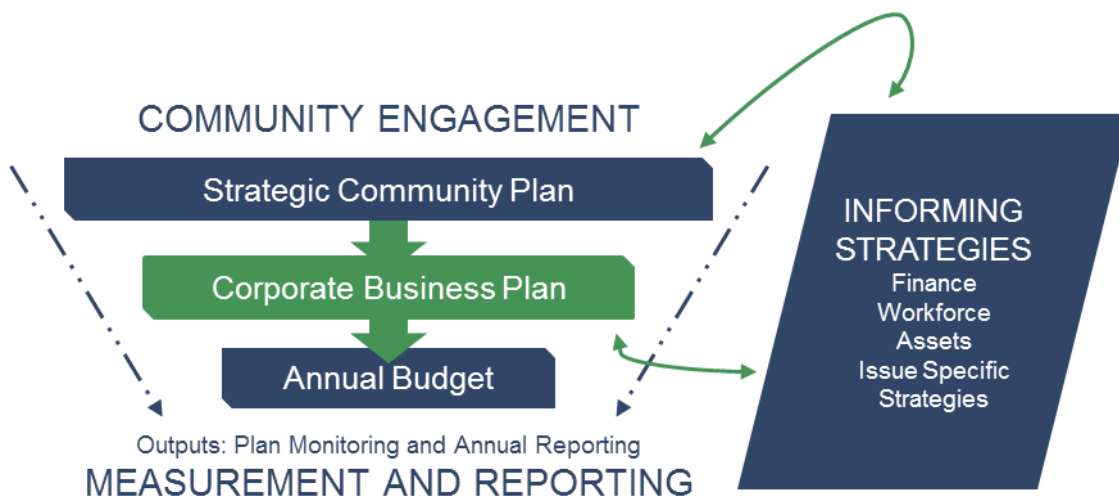 COMMUNITY ENGAGEMENT
Strategic Community Plan
Corporate Business Plan
Annual Budget
Outputs: Plan Monitoring and Annual Reporting
MEASUREMENT AND REPORTING
INFORMING
STRATEGIES
Finance
Workforce
Assets
Issue Specific
Strategies